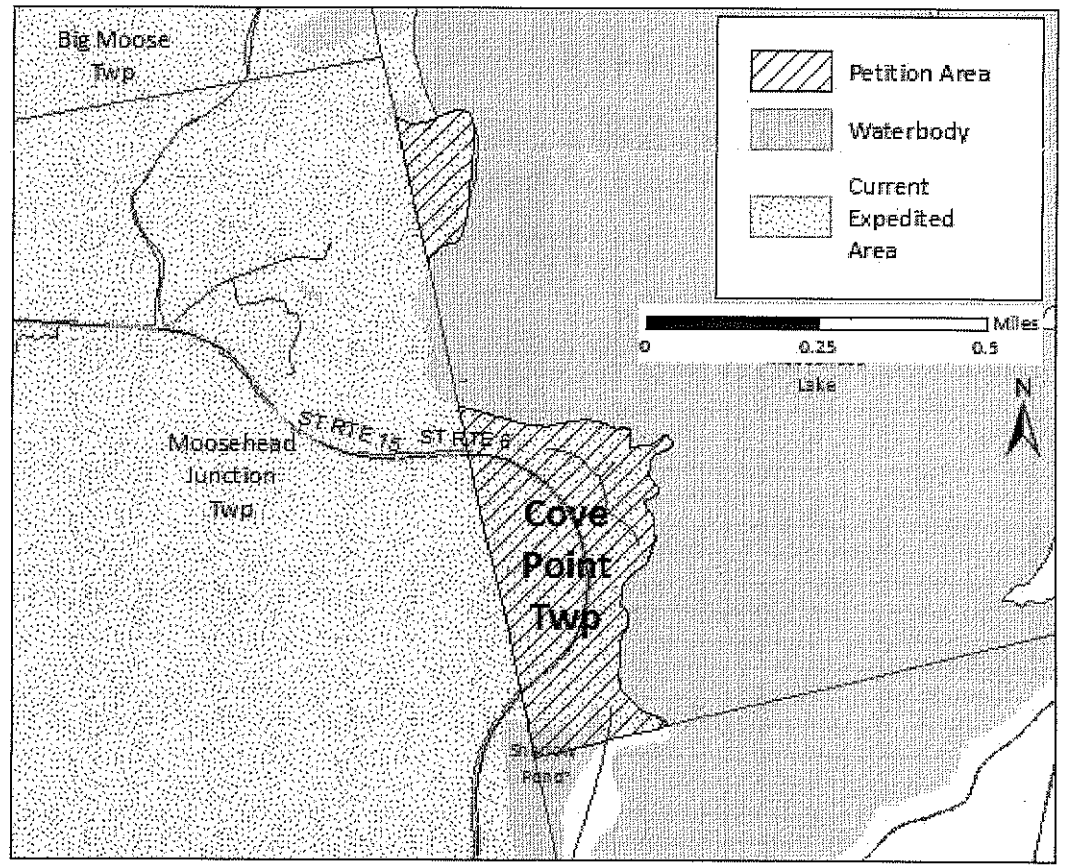 Big Moose
Twp
Petition Area
Waterbody
Current
Expedited
Area
Miles
0
0.25
0.5
Lake
N
ST RTE 15
ST RTE 6
Moosehead
Junction
Twp
Cove
Point
Twp
Pond